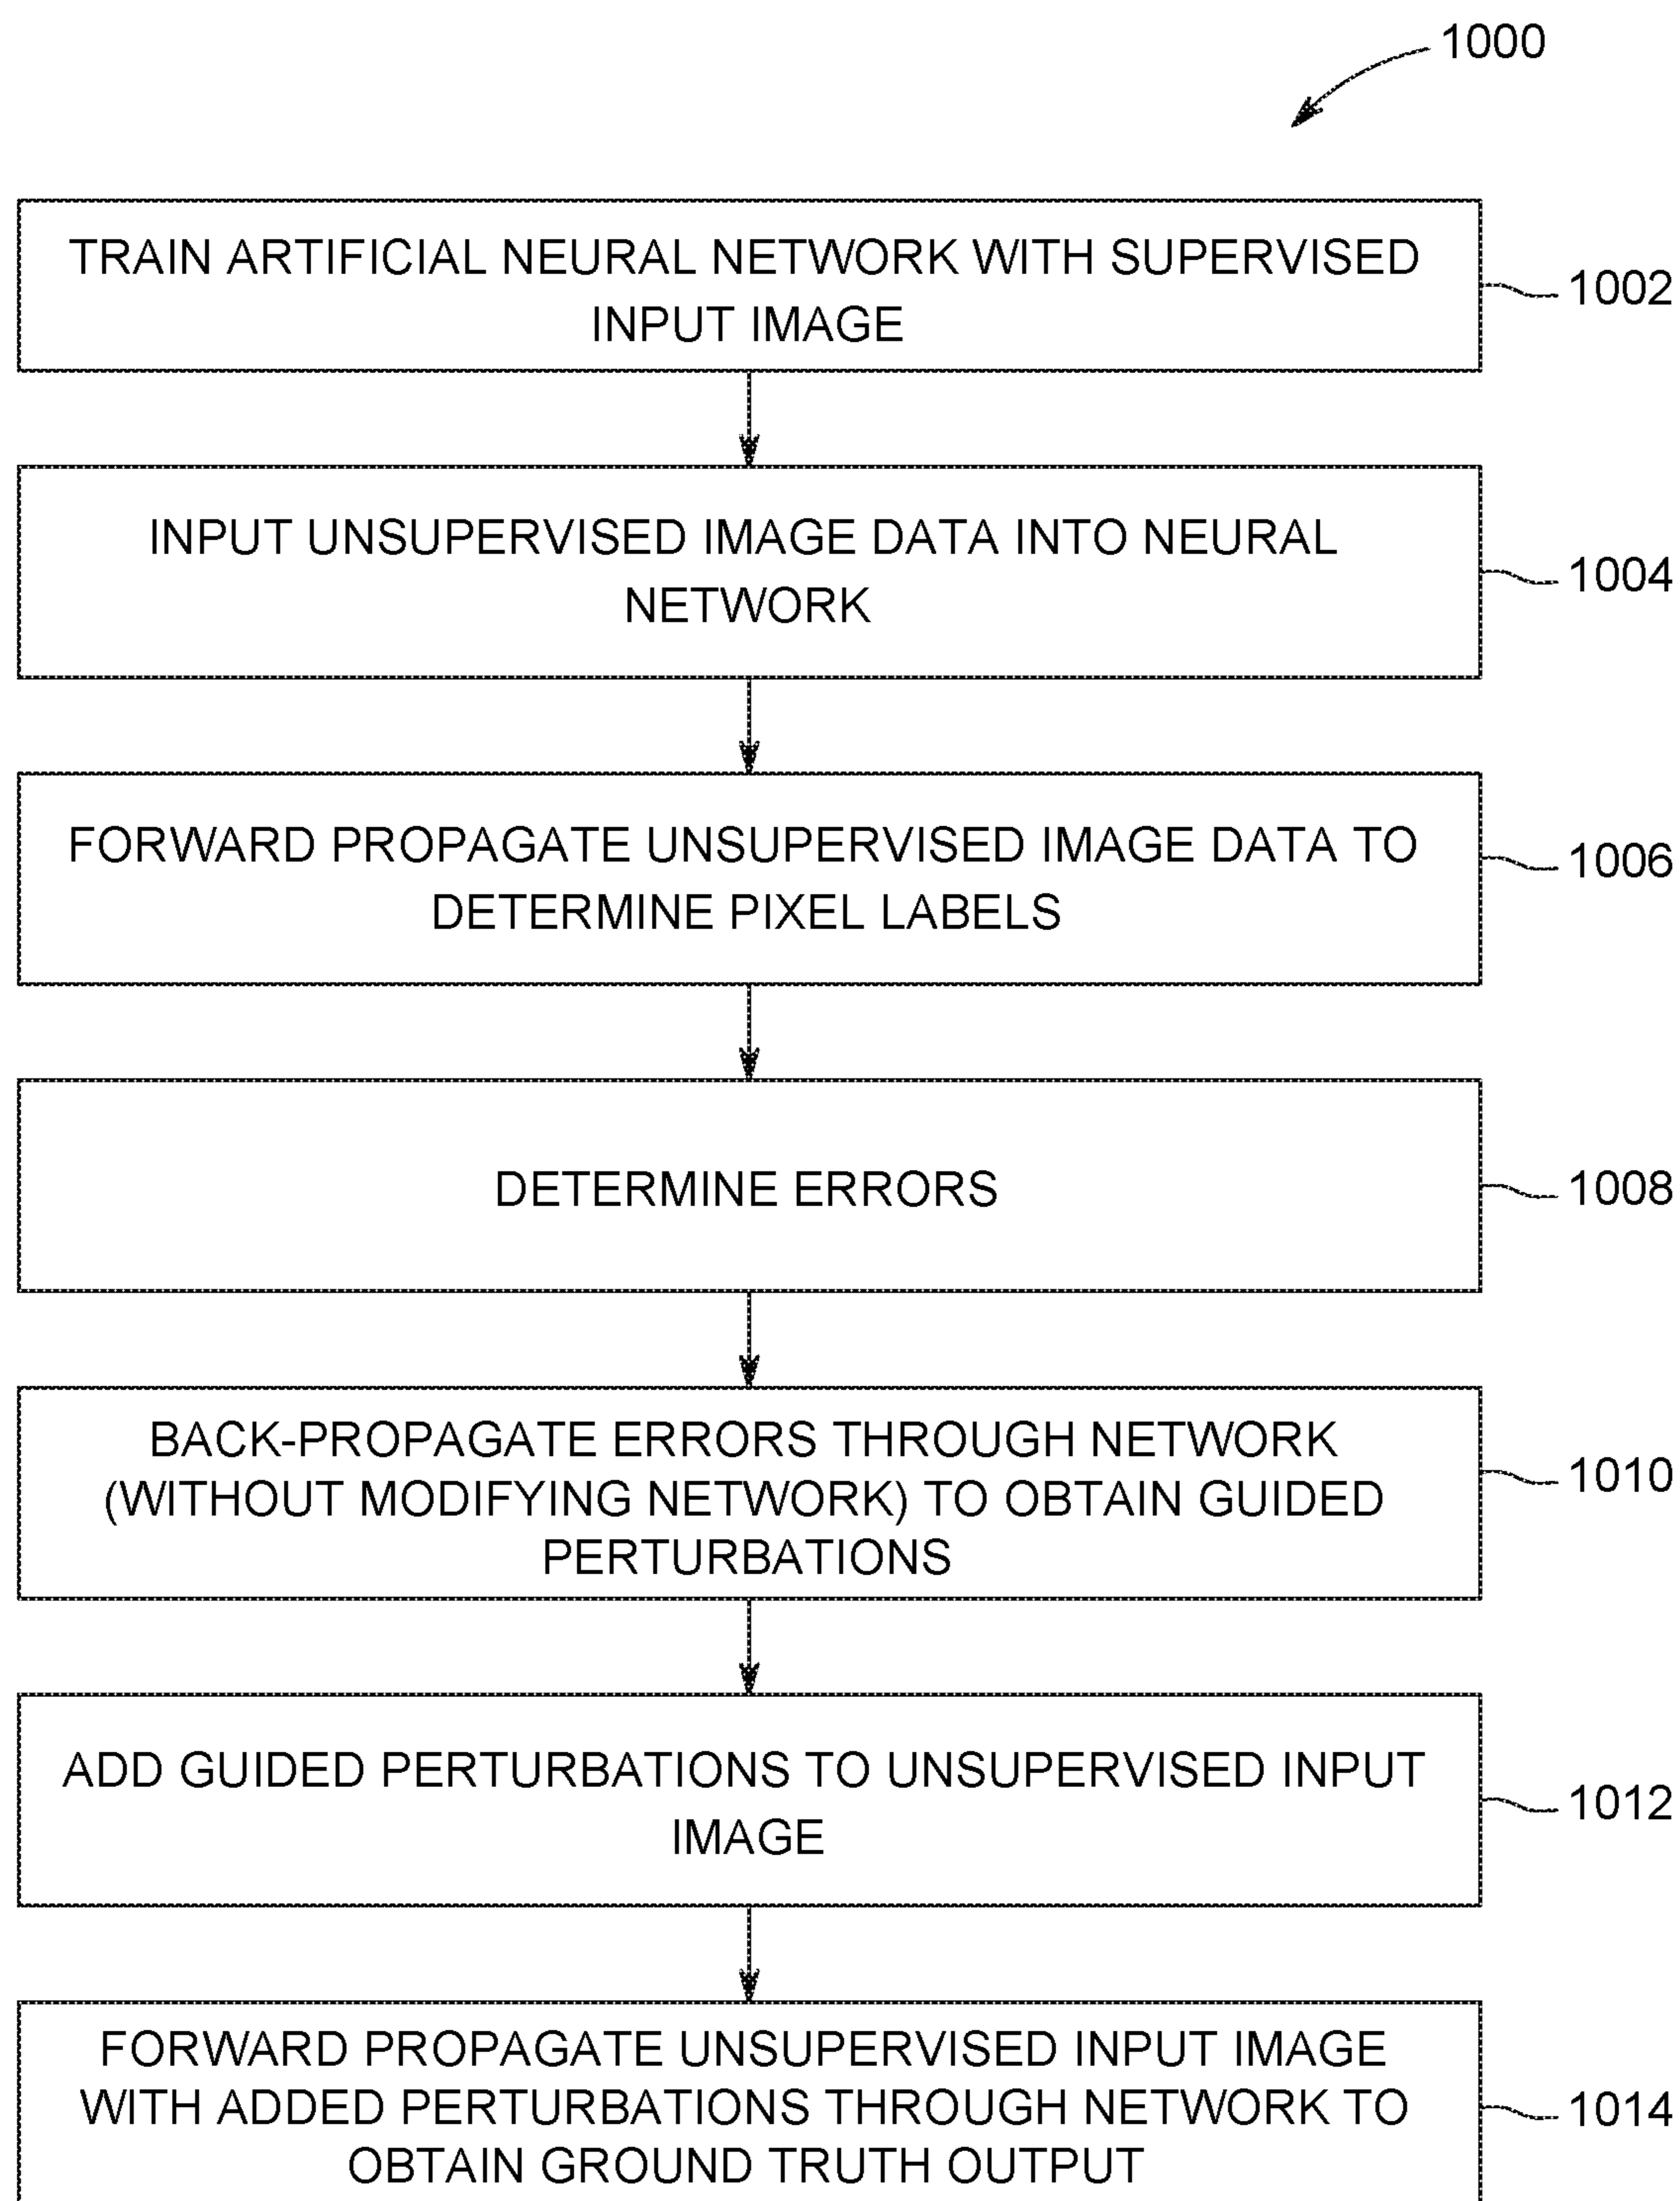 1000
TRAIN ARTIFICIAL NEURAL NETWORK WITH SUPERVISED
INPUT IMAGE
1002
INPUT UNSUPERVISED IMAGE DATA INTO NEURAL
NETWORK
1004
FORWARD PROPAGATE UNSUPERVISED IMAGE DATA TO
DETERMINE PIXEL LABELS
1006
DETERMINE ERRORS
1008
BACK-PROPAGATE ERRORS THROUGH NETWORK
(WITHOUT MODIFYING NETWORK) TO OBTAIN GUIDED
PERTURBATIONS
1010
ADD GUIDED PERTURBATIONS TO UNSUPERVISED INPUT
IMAGE
1012
FORWARD PROPAGATE UNSUPERVISED INPUT IMAGE
WITH ADDED PERTURBATIONS THROUGH NETWORK TO
OBTAIN GROUND TRUTH OUTPUT
1014